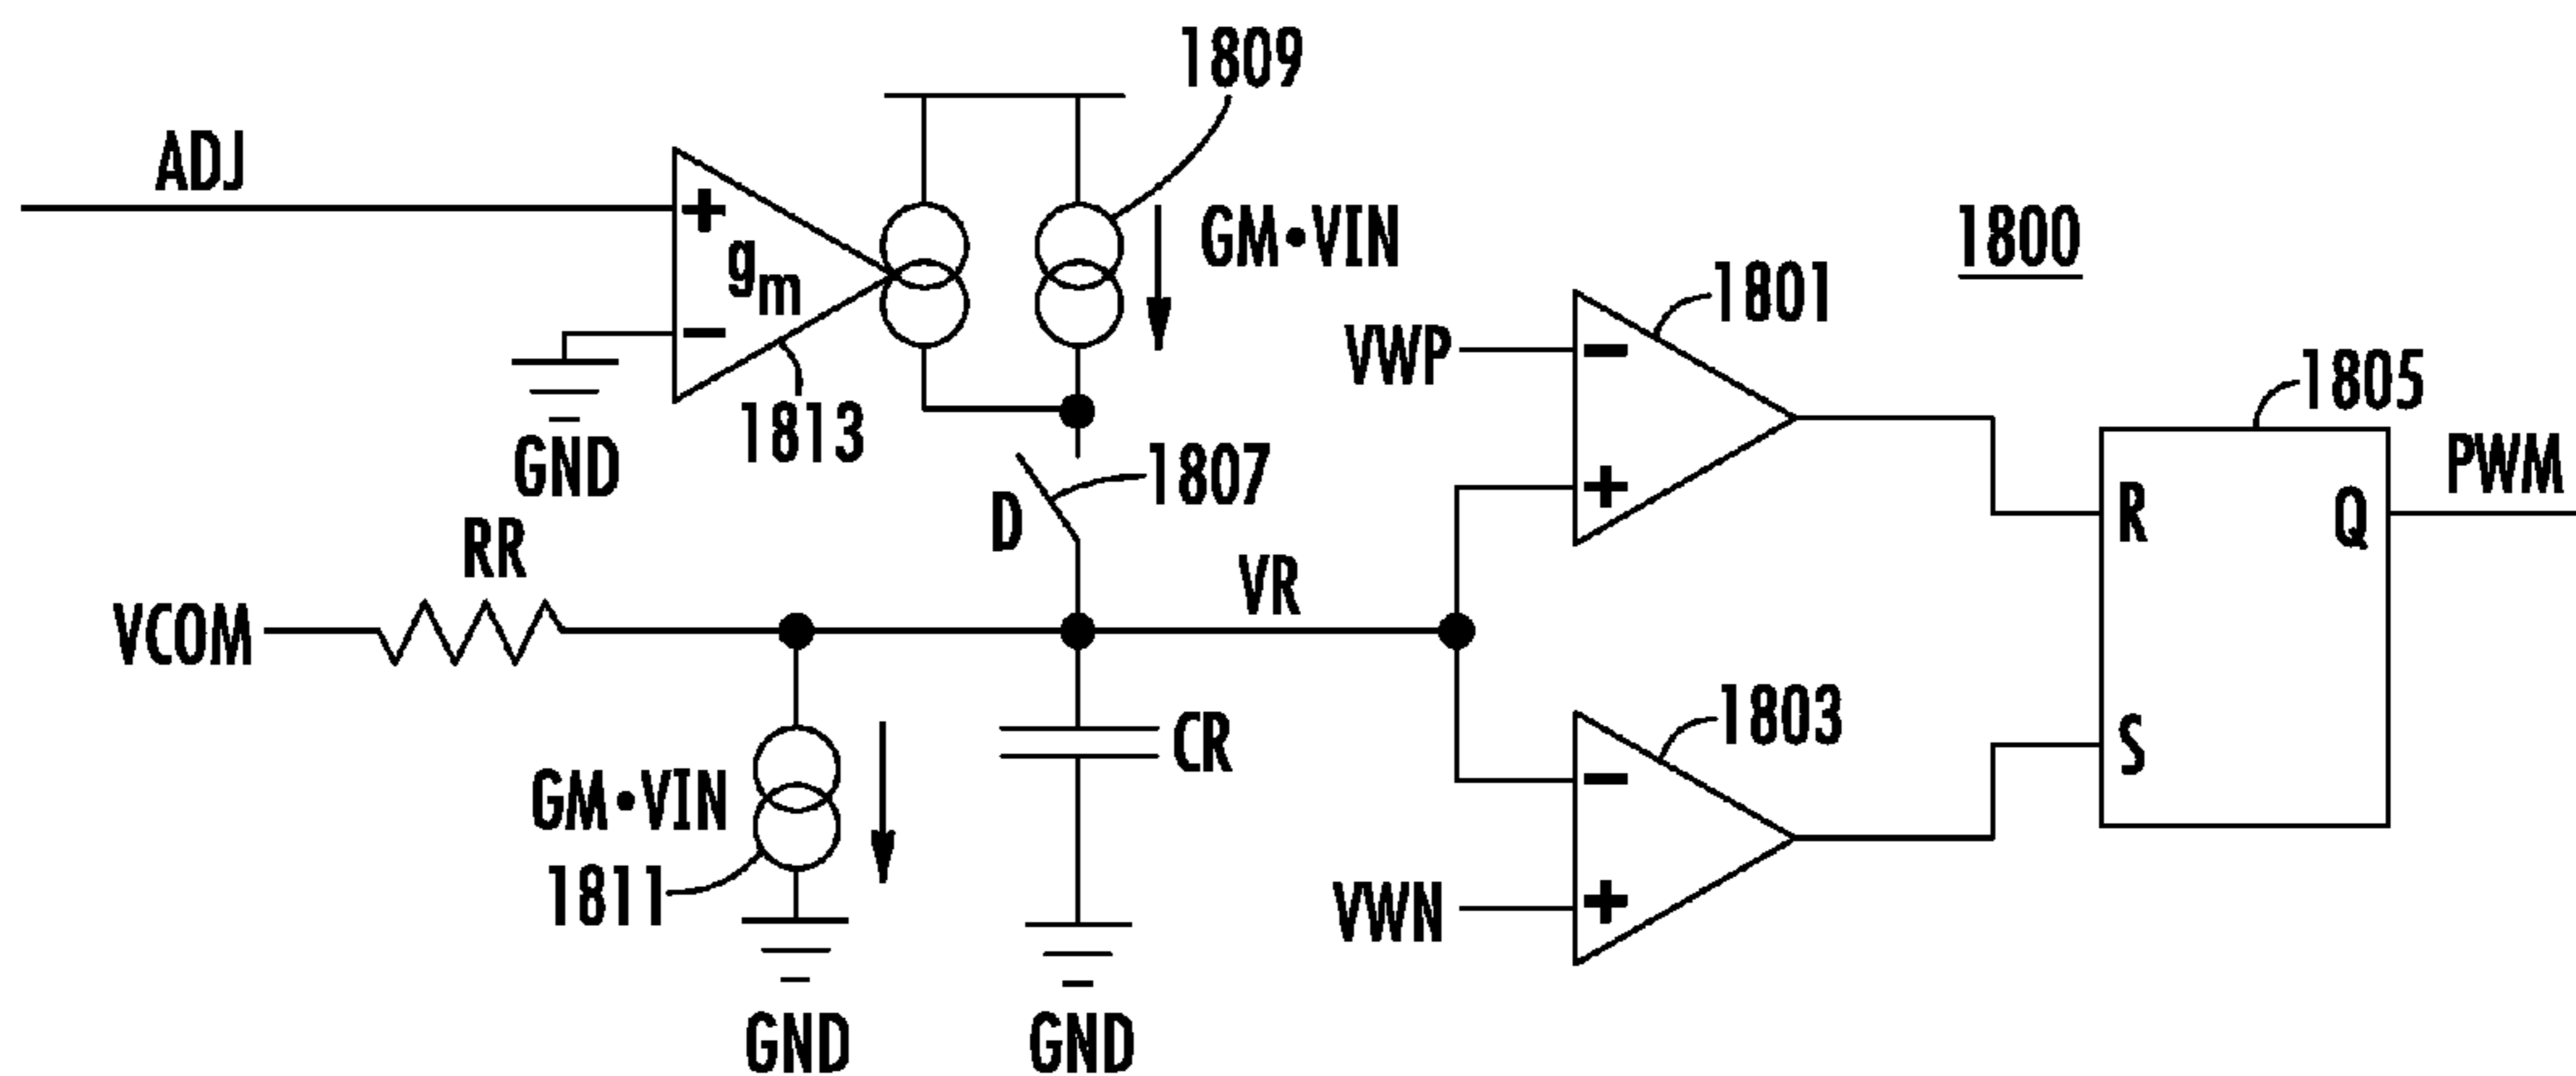 1809
ADJ
+
gm
−
GM•VIN
1800
1801
VWP
−
+
1805
1813
GND
1807
D
R
Q
PWM
RR
VCOM
VR
1803
S
CR
GM•VIN
1811
−
+
VWN
GND
GND